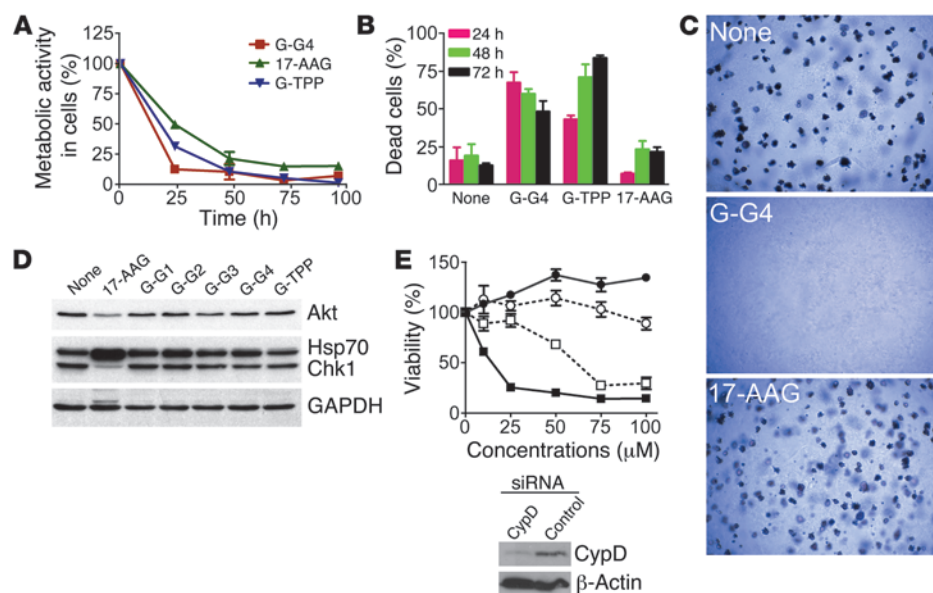 A
Metabolic activity
in cells (%)
125
100
75
50
25
0
0
25
50
75
100
Time (h)
G-G4
17-AAG
G-TPP
B
Dead cells (%)
100
75
50
25
0
24 h
48 h
72 h
None
G-G4
G-TPP
17-AAG
C
None
G-G4
17-AAG
D
None
17-AAG
G-G1
G-G2
G-G3
G-G4
G-TPP
Akt
Hsp70
Chk1
GAPDH
E
Viability (%)
150
100
50
0
0
25
50
75
100
Concentrations (μM)
siRNA
CypD
Control
CypD
β-Actin